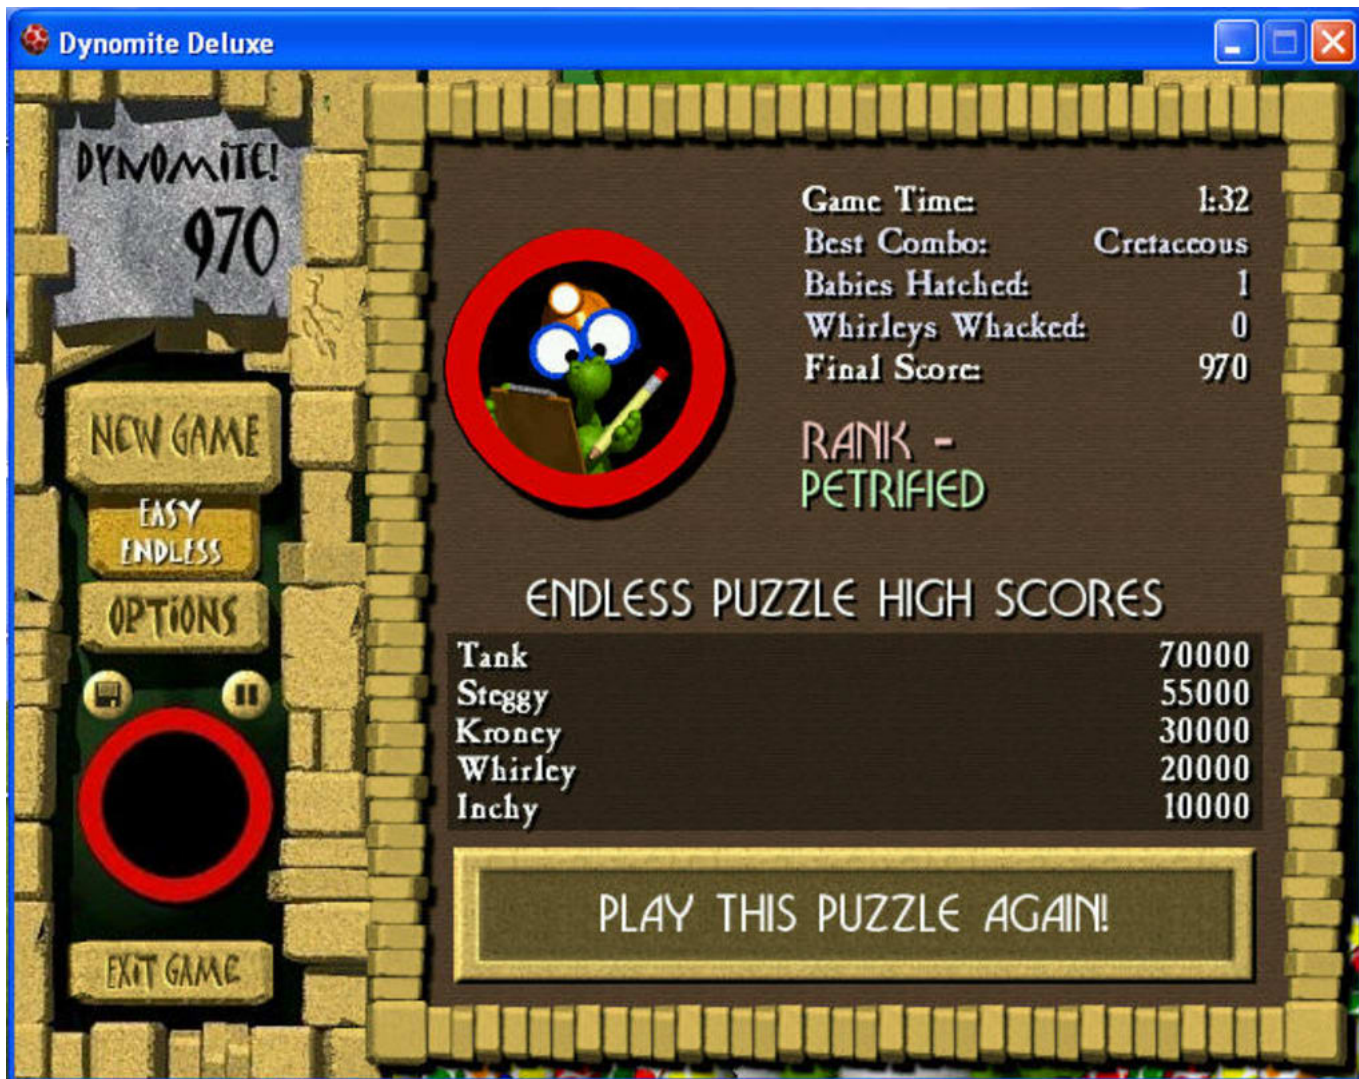 Dynomite Deluxe
DYNOMITE!
970
NEW GAME
EASY
ENDLESS
OPTIONS
EXIT GAME
Game Time: 1:32
Best Combo: Cretaceous
Babies Hatched: 1
Whirleys Whacked: 0
Final Score: 970
RANK -
PETRIFIED
ENDLESS PUZZLE HIGH SCORES
Tank 70000
Steggy 55000
Kroney 30000
Whirley 20000
Inchy 10000
PLAY THIS PUZZLE AGAIN!